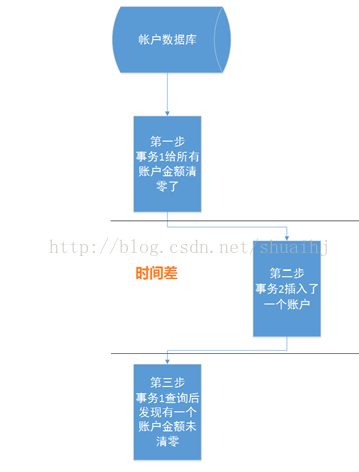 帐户数据库
第一步
事务1给所有
账户金额清
零了
http://blog.csdn.net/shuaihj
时间差
第二步
事务2插入了
一个账户
第三步
事务1查询后
发现有一个
账户金额未
清零